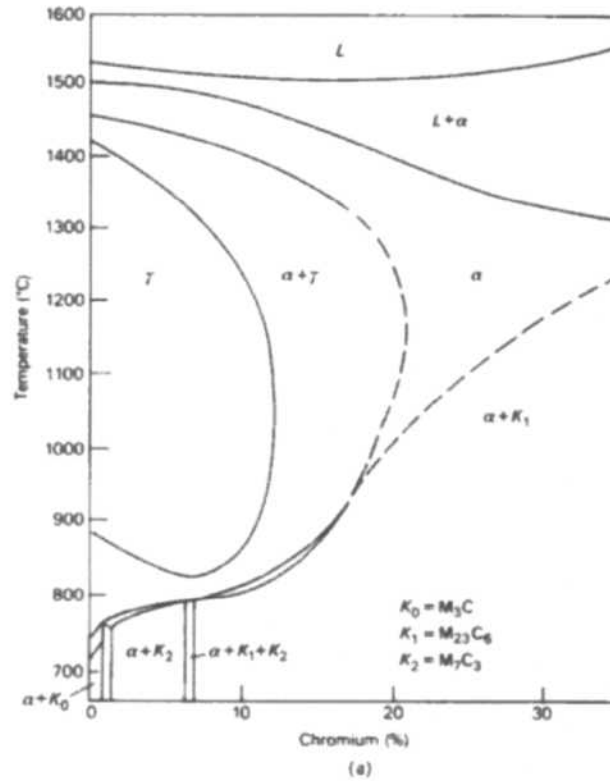 1600
L
1500
L+α
1400
1300
γ
α+γ
α
1200
Temperature (°C)
1100
α+K₁
1000
900
800
K₀ = M₃C
K₁ = M₂₃C₆
K₂ = M₇C₃
α+K₂
α+K₁+K₂
700
α+K₀
0
10
20
30
Chromium (%)
(a)